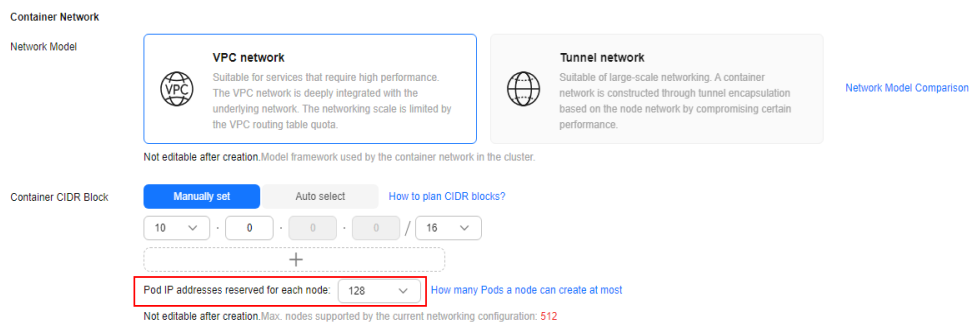 Container Network
Network Model
VPC network
Suitable for services that require high performance.
The VPC network is deeply integrated with the
underlying network. The networking scale is limited by
the VPC routing table quota.
VPC
Tunnel network
Suitable of large-scale networking. A container
network is constructed through tunnel encapsulation
based on the node network by compromising certain
performance.
Network Model Comparison
Not editable after creation.Model framework used by the container network in the cluster.
Container CIDR Block
Manually set Auto select How to plan CIDR blocks?
10 . 0 . 0 . 0 / 16
+
Pod IP addresses reserved for each node: 128 How many Pods a node can create at most
Not editable after creation.Max. nodes supported by the current networking configuration: 512